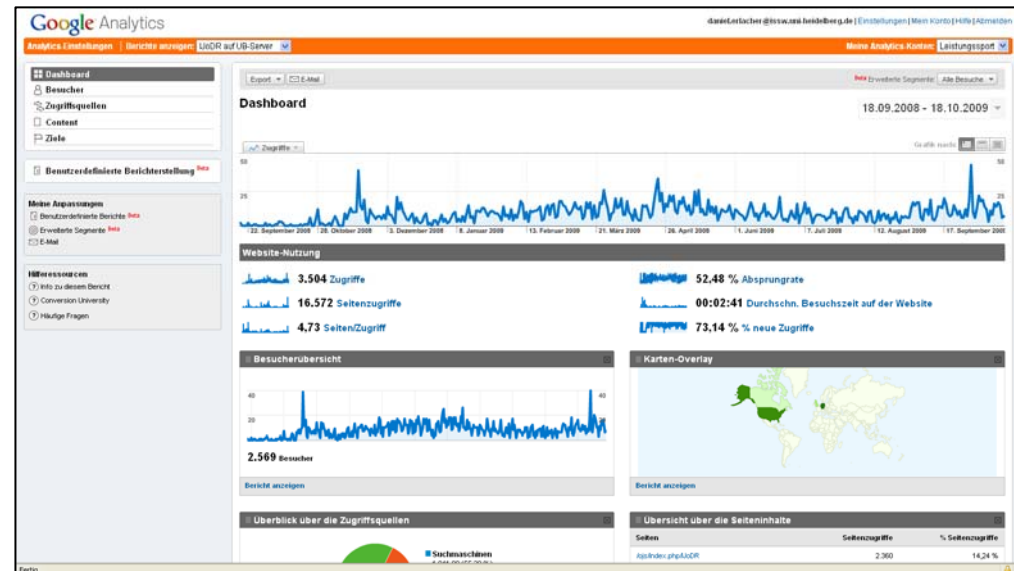 Google Analytics
daniel.erlacher@issw.uni-heidelberg.de | Einstellungen | Mein Konto | Hilfe | Abmelden
Analytics-Einstellungen | Berichte anzeigen: IJoDR auf UB-Server
Meine Analytics-Konten: Leistungssport
Dashboard
Besucher
Zugriffsquellen
Content
Ziele
Benutzerdefinierte Berichterstellung Beta
Meine Anpassungen
Benutzerdefinierte Berichte Beta
Erweiterte Segmente Beta
E-Mail
Hilferessourcen
Info zu diesem Bericht
Conversion University
Häufige Fragen
Export E-Mail
Beta Erweiterte Segmente: Alle Besuche
Dashboard
18.09.2008 - 18.10.2009
Zugriffe
Grafik nach:
50 50
25 25
22. September 2008 28. Oktober 2008 3. Dezember 2008 8. Januar 2009 13. Februar 2009 21. März 2009 26. April 2009 1. Juni 2009 7. Juli 2009 12. August 2009 17. September 2009
Website-Nutzung
3.504 Zugriffe
52,48 % Absprungrate
16.572 Seitenzugriffe
00:02:41 Durchschn. Besuchszeit auf der Website
4,73 Seiten/Zugriff
73,14 % % neue Zugriffe
Besucherübersicht
Karten-Overlay
40 40
20 20
2.569 Besucher
Bericht anzeigen
Bericht anzeigen
Überblick über die Zugriffsquellen
Übersicht über die Seiteninhalte
Seiten Seitenzugriffe % Seitenzugriffe
Suchmaschinen
/ojs/index.php/IJoDR 2.360 14,24 %
Fertig